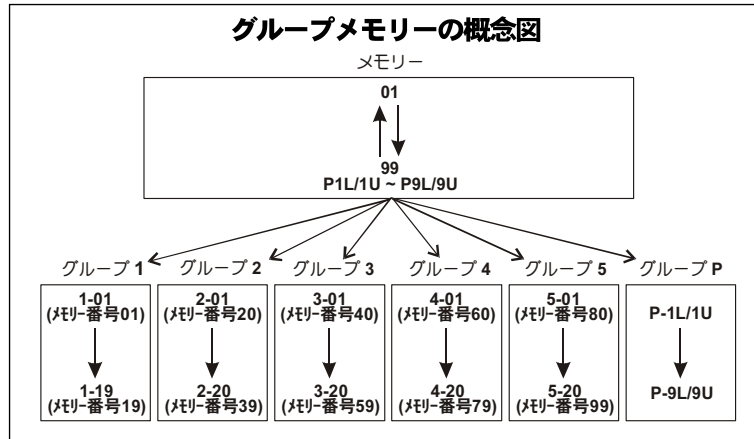 グループメモリーの概念図
メモリー
01
99
P1L/1U ~ P9L/9U
グループ 1 グループ 2 グループ 3 グループ 4 グループ 5 グループ P
1-01 2-01 3-01 4-01 5-01
(ﾒﾓﾘｰ番号01) (ﾒﾓﾘｰ番号20) (ﾒﾓﾘｰ番号40) (ﾒﾓﾘｰ番号60) (ﾒﾓﾘｰ番号80) P-1L/1U
1-19 2-20 3-20 4-20 5-20 P-9L/9U
(ﾒﾓﾘｰ番号19) (ﾒﾓﾘｰ番号39) (ﾒﾓﾘｰ番号59) (ﾒﾓﾘｰ番号79) (ﾒﾓﾘｰ番号99)